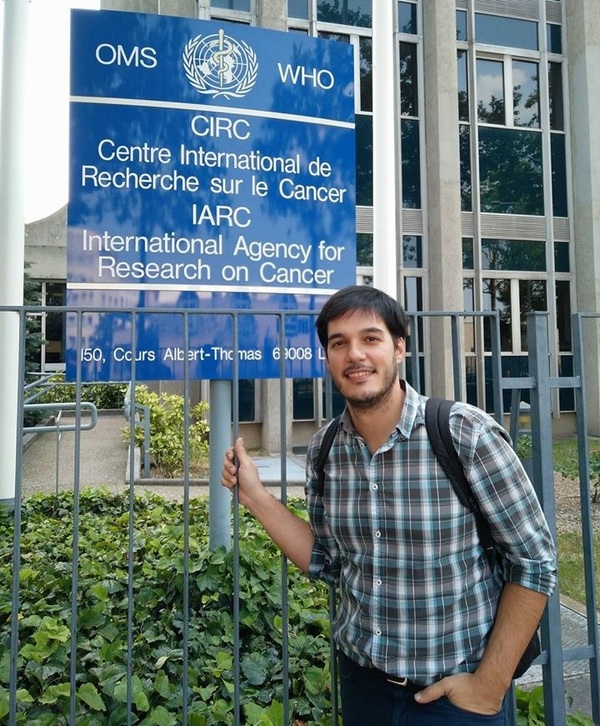 OMS WHO
CIRC
Centre International de
Recherche sur le Cancer
IARC
International Agency for
Research on Cancer
150, Cours Albert-Thomas 69008 L